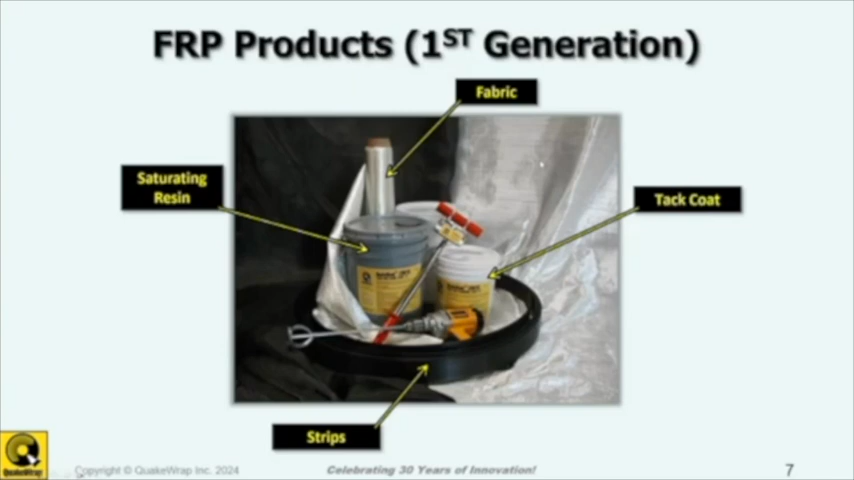 FRP Products (1ST Generation)
Fabric
Saturating
Resin
Tack Coat
Strips
QuakeWrap
Copyright © QuakeWrap Inc. 2024
Celebrating 30 Years of Innovation!
7